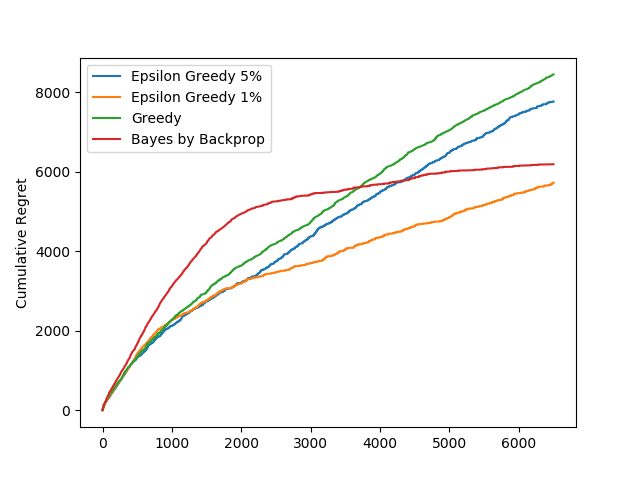 Epsilon Greedy 5%
Epsilon Greedy 1%
Greedy
Bayes by Backprop
Cumulative Regret
8000
6000
4000
2000
0
0 1000 2000 3000 4000 5000 6000